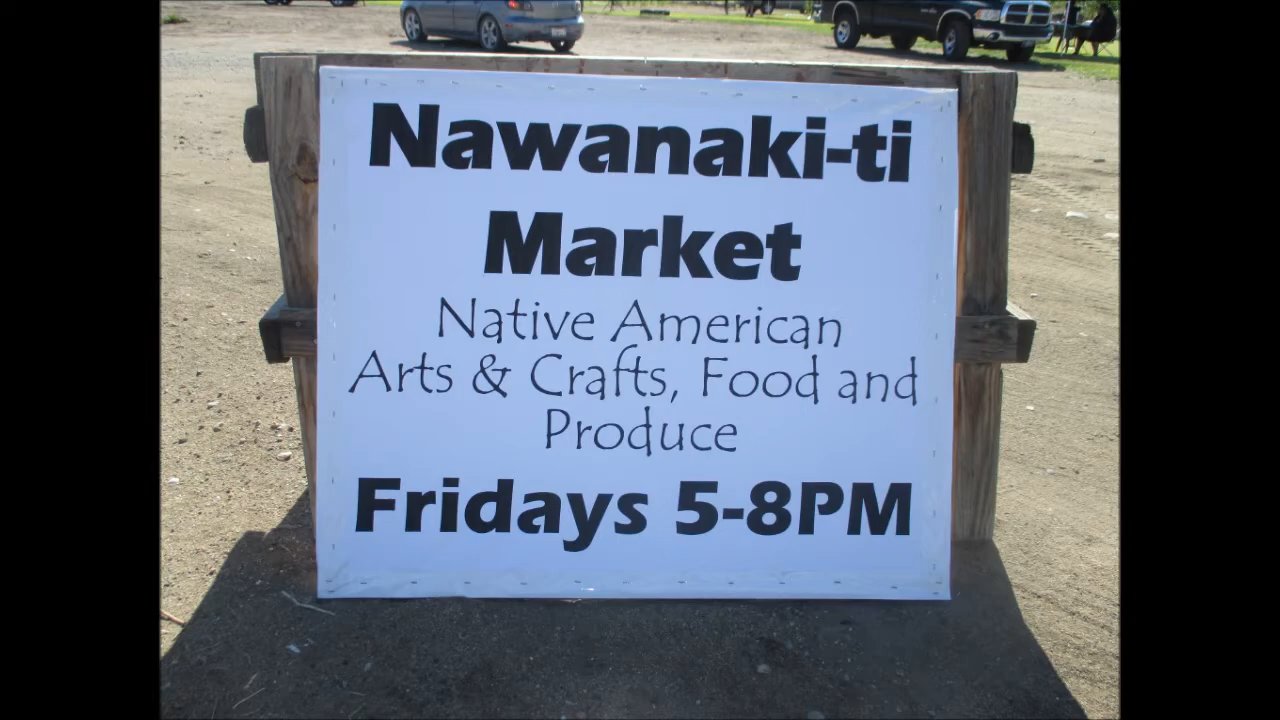 Nawanaki-ti
Market
Native American
Arts & Crafts, Food and
Produce
Fridays 5-8PM